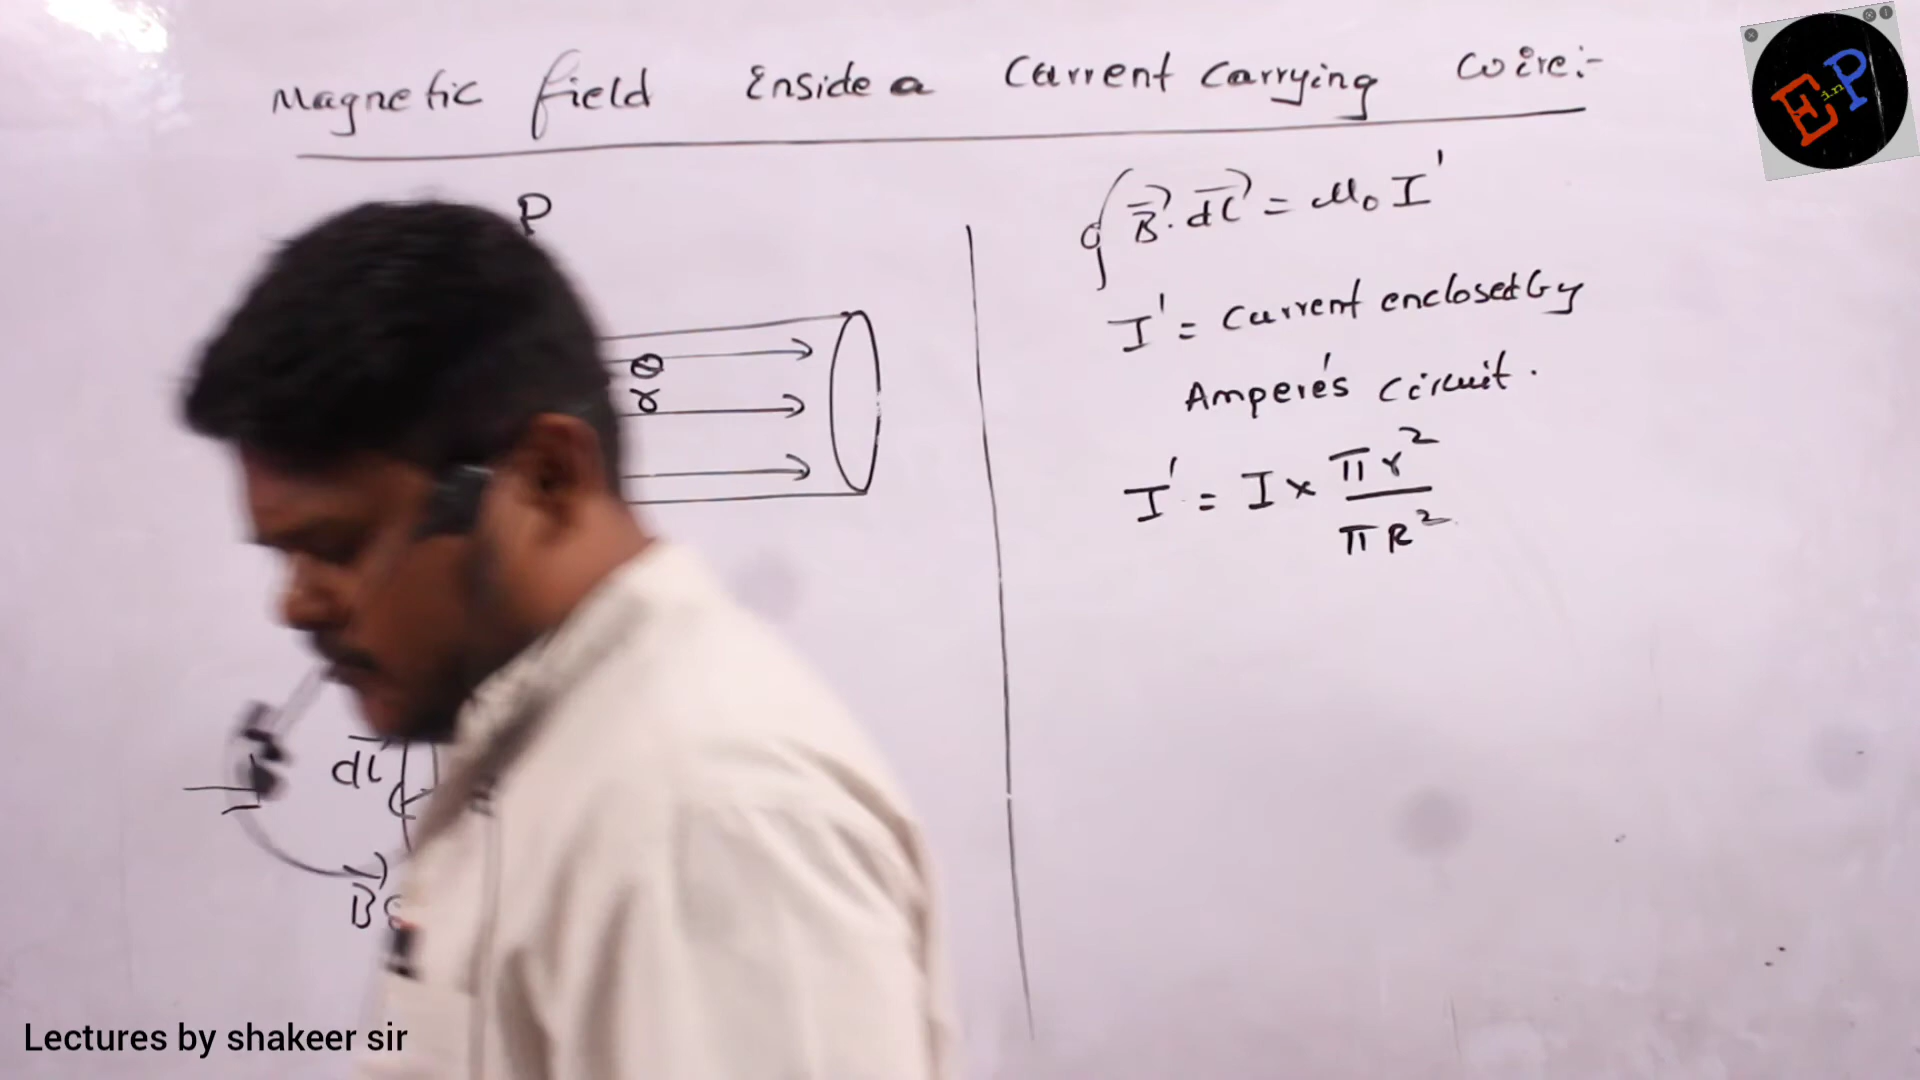 Magnetic field Inside a Current Carrying Wire:-
E in P
P
∮ B⃗ . dl⃗ = μ₀ I'
I' = Current enclosed by
Ampere's Circuit .
θ
r
I' = I × πr² / πR²
dl
B
Lectures by shakeer sir